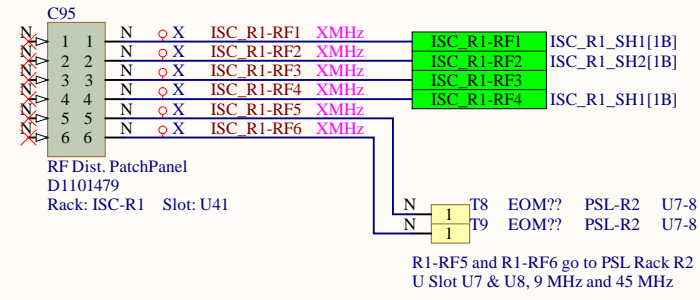 C95
N 1 1 N X ISC_R1-RF1 XMHz ISC_R1-RF1 ISC_R1_SH1[1B]
N 2 2 N X ISC_R1-RF2 XMHz ISC_R1-RF2 ISC_R1_SH2[1B]
N 3 3 N X ISC_R1-RF3 XMHz ISC_R1-RF3
N 4 4 N X ISC_R1-RF4 XMHz ISC_R1-RF4 ISC_R1_SH1[1B]
N 5 5 N X ISC_R1-RF5 XMHz
N 6 6 N X ISC_R1-RF6 XMHz
RF Dist. PatchPanel
D1101479
Rack: ISC-R1 Slot: U41
N 1 T8 EOM?? PSL-R2 U7-8
N 1 T9 EOM?? PSL-R2 U7-8
R1-RF5 and R1-RF6 go to PSL Rack R2
U Slot U7 & U8, 9 MHz and 45 MHz